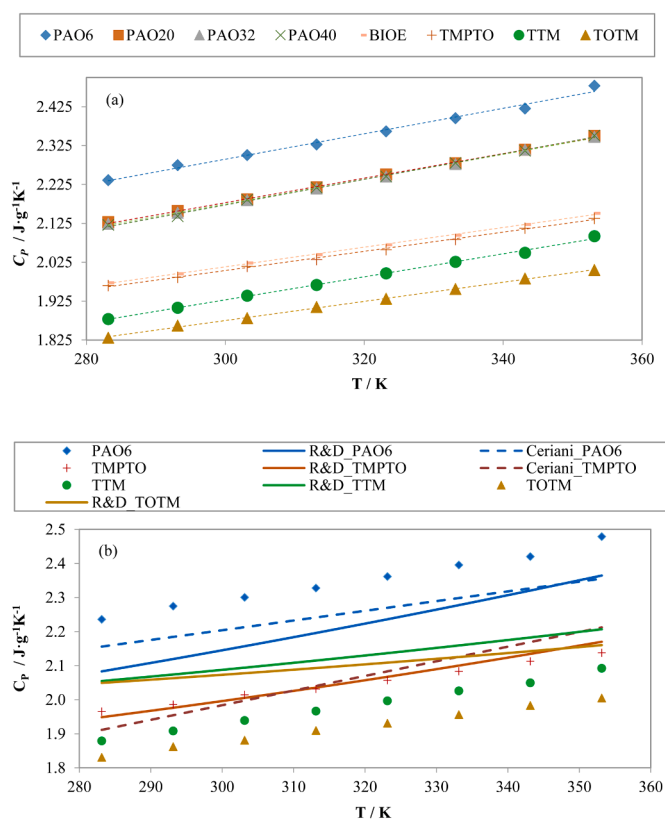 PAO6 PAO20 PAO32 PAO40 BIOE TMPTO TTM TOTM
(a)
2.425
2.325
2.225
2.125
2.025
1.925
1.825
C_P / J·g⁻¹K⁻¹
280 300 320 340 360
T / K
PAO6 R&D_PAO6 Ceriani_PAO6
TMPTO R&D_TMPTO Ceriani_TMPTO
TTM R&D_TTM TOTM
R&D_TOTM
(b)
2.5
2.4
2.3
2.2
2.1
2.0
1.9
1.8
C_P / J·g⁻¹K⁻¹
280 290 300 310 320 330 340 350 360
T / K